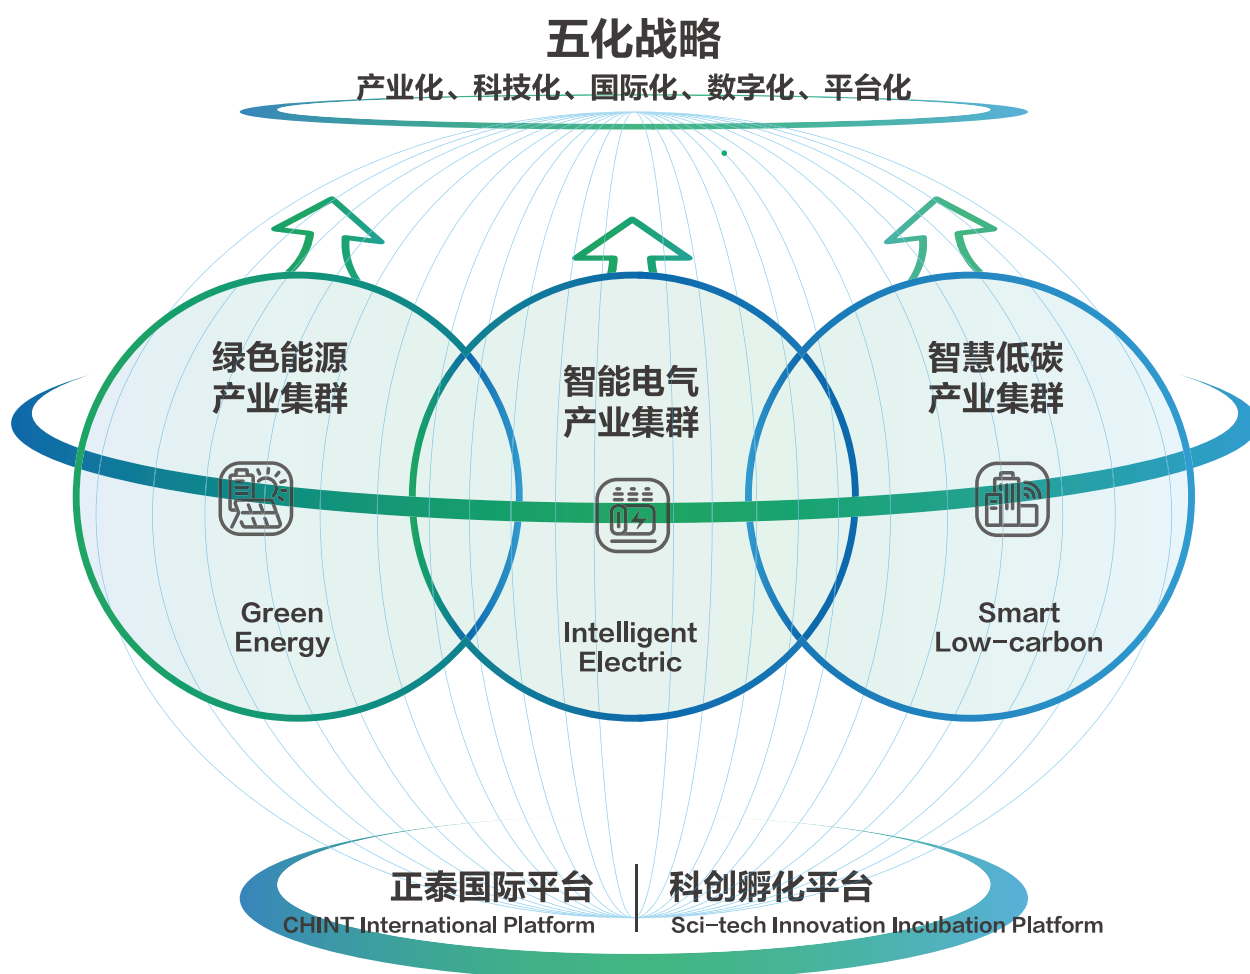 五化战略
产业化、科技化、国际化、数字化、平台化
绿色能源
产业集群
Green
Energy
智能电气
产业集群
Intelligent
Electric
智慧低碳
产业集群
Smart
Low-carbon
正泰国际平台
CHINT International Platform
科创孵化平台
Sci-tech Innovation Incubation Platform